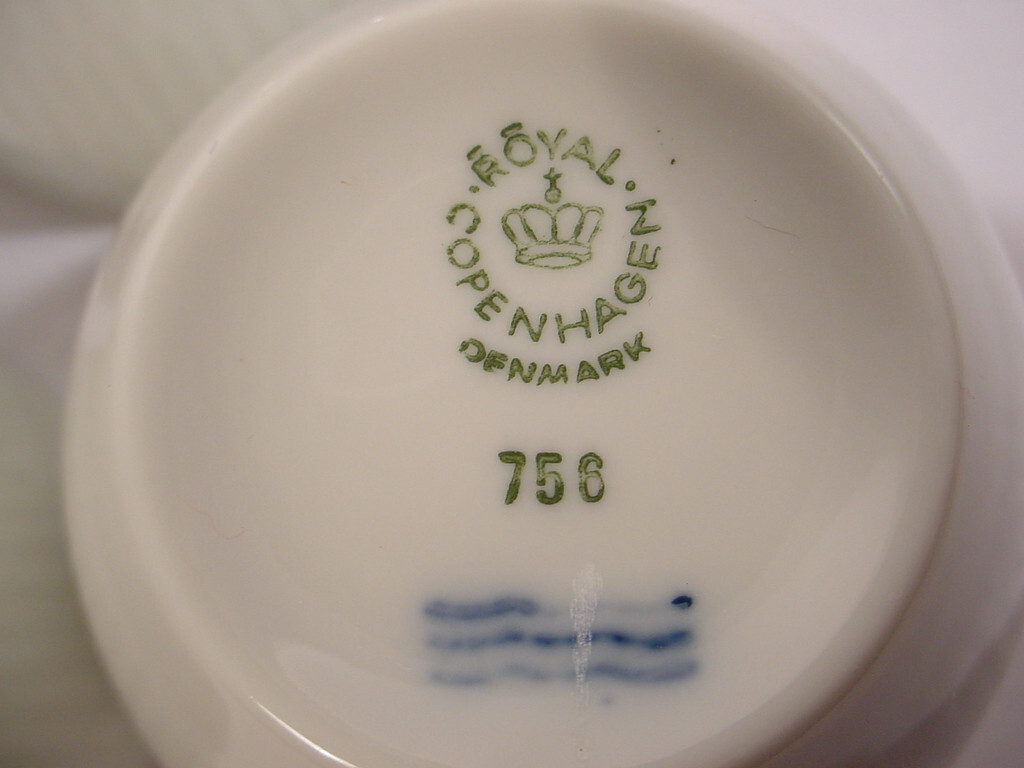 ROYAL
COPENHAGEN
DENMARK
756